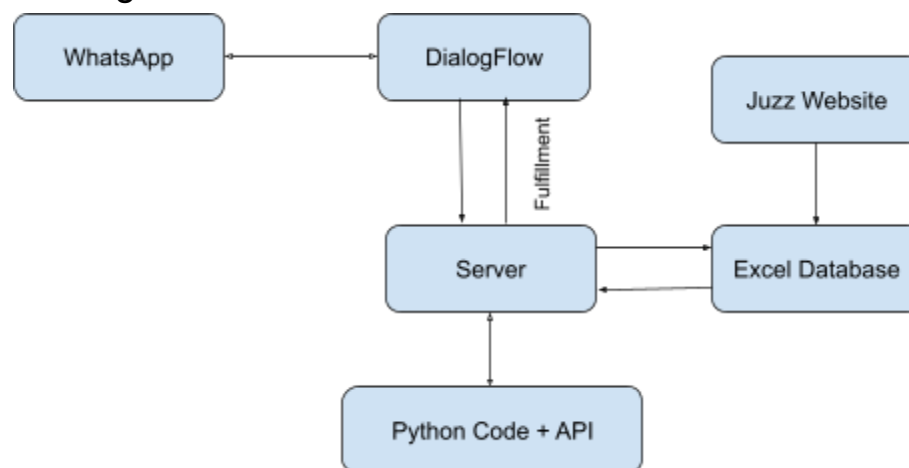 WhatsApp
DialogFlow
Juzz Website
Fulfillment
Server
Excel Database
Python Code + API